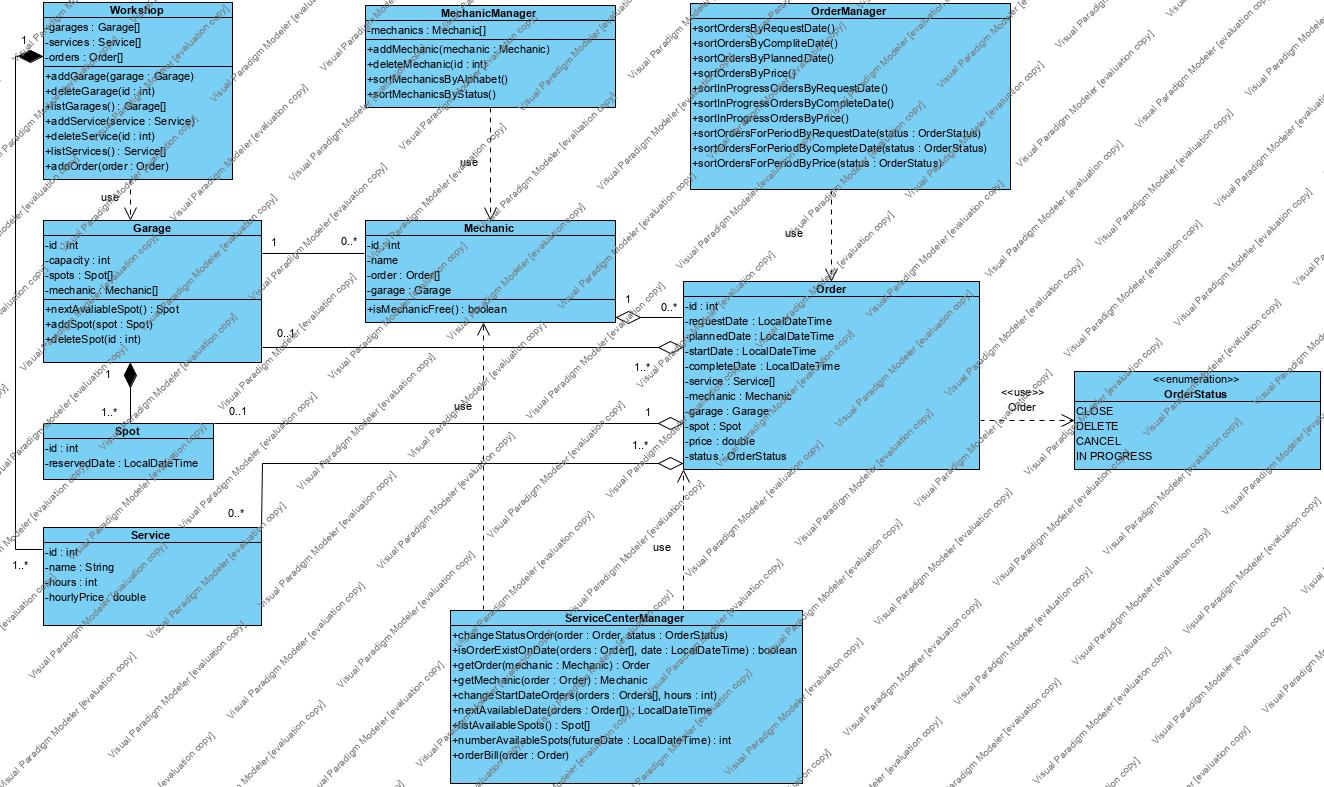 Workshop
-garages : Garage[]
-services : Service[]
-orders : Order[]
+addGarage(garage : Garage)
+deleteGarage(id : int)
+listGarages() : Garage[]
+addService(service : Service)
+deleteService(id : int)
+listServices() : Service[]
+addOrder(order : Order)
1
1..*
use
MechanicManager
-mechanics : Mechanic[]
+addMechanic(mechanic : Mechanic)
+deleteMechanic(id : int)
+sortMechanicsByAlphabet()
+sortMechanicsByStatus()
use
OrderManager
+sortOrdersByRequestDate()
+sortOrdersByCompliteDate()
+sortOrdersByPlannedDate()
+sortOrdersByPrice()
+sortInProgressOrdersByRequestDate()
+sortInProgressOrdersByCompleteDate()
+sortInProgressOrdersByPrice()
+sortOrdersForPeriodByRequestDate(status : OrderStatus)
+sortOrdersForPeriodByCompleteDate(status : OrderStatus)
+sortOrdersForPeriodByPrice(status : OrderStatus)
use
Garage
-id : int
-capacity : int
-spots : Spot[]
-mechanic : Mechanic[]
+nextAvaliableSpot() : Spot
+addSpot(spot : Spot)
+deleteSpot(id : int)
1
0..*
Mechanic
-id : int
-name
-order : Order[]
-garage : Garage
+isMechanicFree() : boolean
1
0..*
0..1
1..*
Order
-id : int
-requestDate : LocalDateTime
-plannedDate : LocalDateTime
-startDate : LocalDateTime
-completeDate : LocalDateTime
-service : Service[]
-mechanic : Mechanic
-garage : Garage
-spot : Spot
-price : double
-status : OrderStatus
<<use>>
Order
<<enumeration>>
OrderStatus
CLOSE
DELETE
CANCEL
IN PROGRESS
1
1..*
0..1
1
Spot
-id : int
-reservedDate : LocalDateTime
use
1..*
0..*
Service
-id : int
-name : String
-hours : int
-hourlyPrice : double
use
ServiceCenterManager
+changeStatusOrder(order : Order, status : OrderStatus)
+isOrderExistOnDate(orders : Order[], date : LocalDateTime) : boolean
+getOrder(mechanic : Mechanic) : Order
+getMechanic(order : Order) : Mechanic
+changeStartDateOrders(orders : Orders[], hours : int)
+nextAvailableDate(orders : Order[]) : LocalDateTime
+listAvailableSpots() : Spot[]
+numberAvailableSpots(futureDate : LocalDateTime) : int
+orderBill(order : Order)
Visual Paradigm Modeler [evaluation copy]